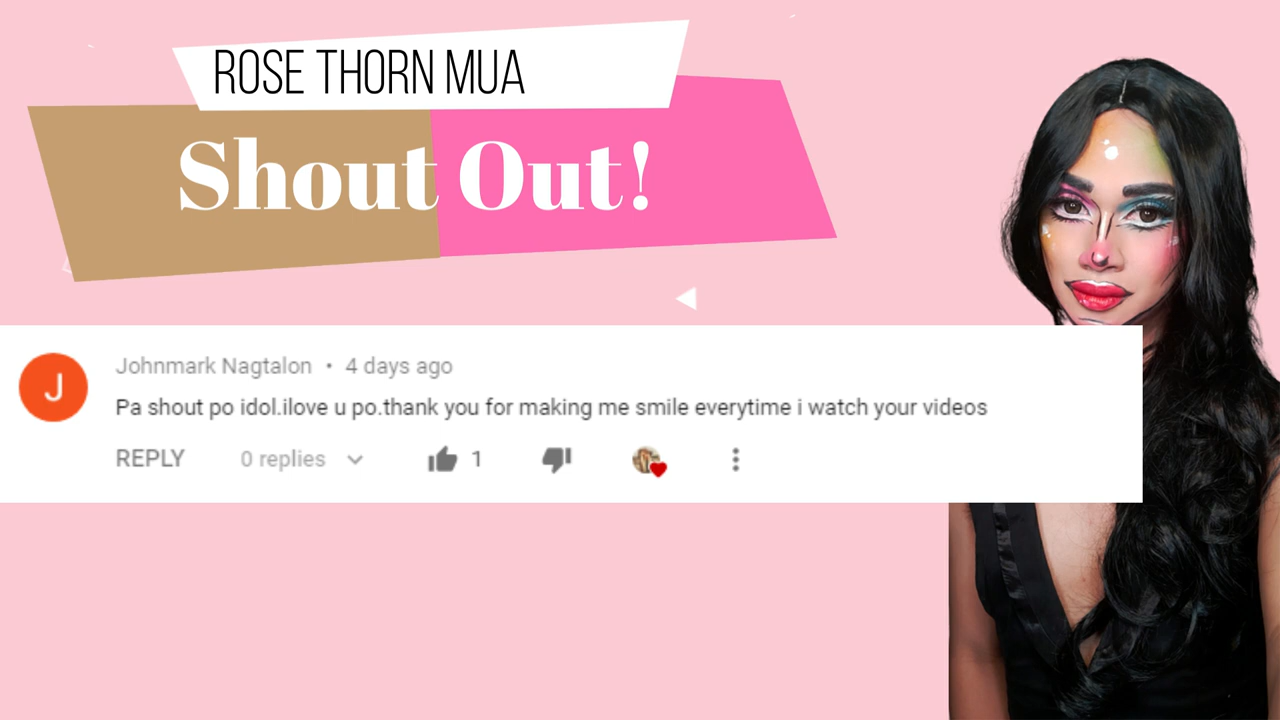 ROSE THORN MUA
Shout Out!
Johnmark Nagtalon • 4 days ago
J
Pa shout po idol.ilove u po.thank you for making me smile everytime i watch your videos
REPLY 0 replies 1